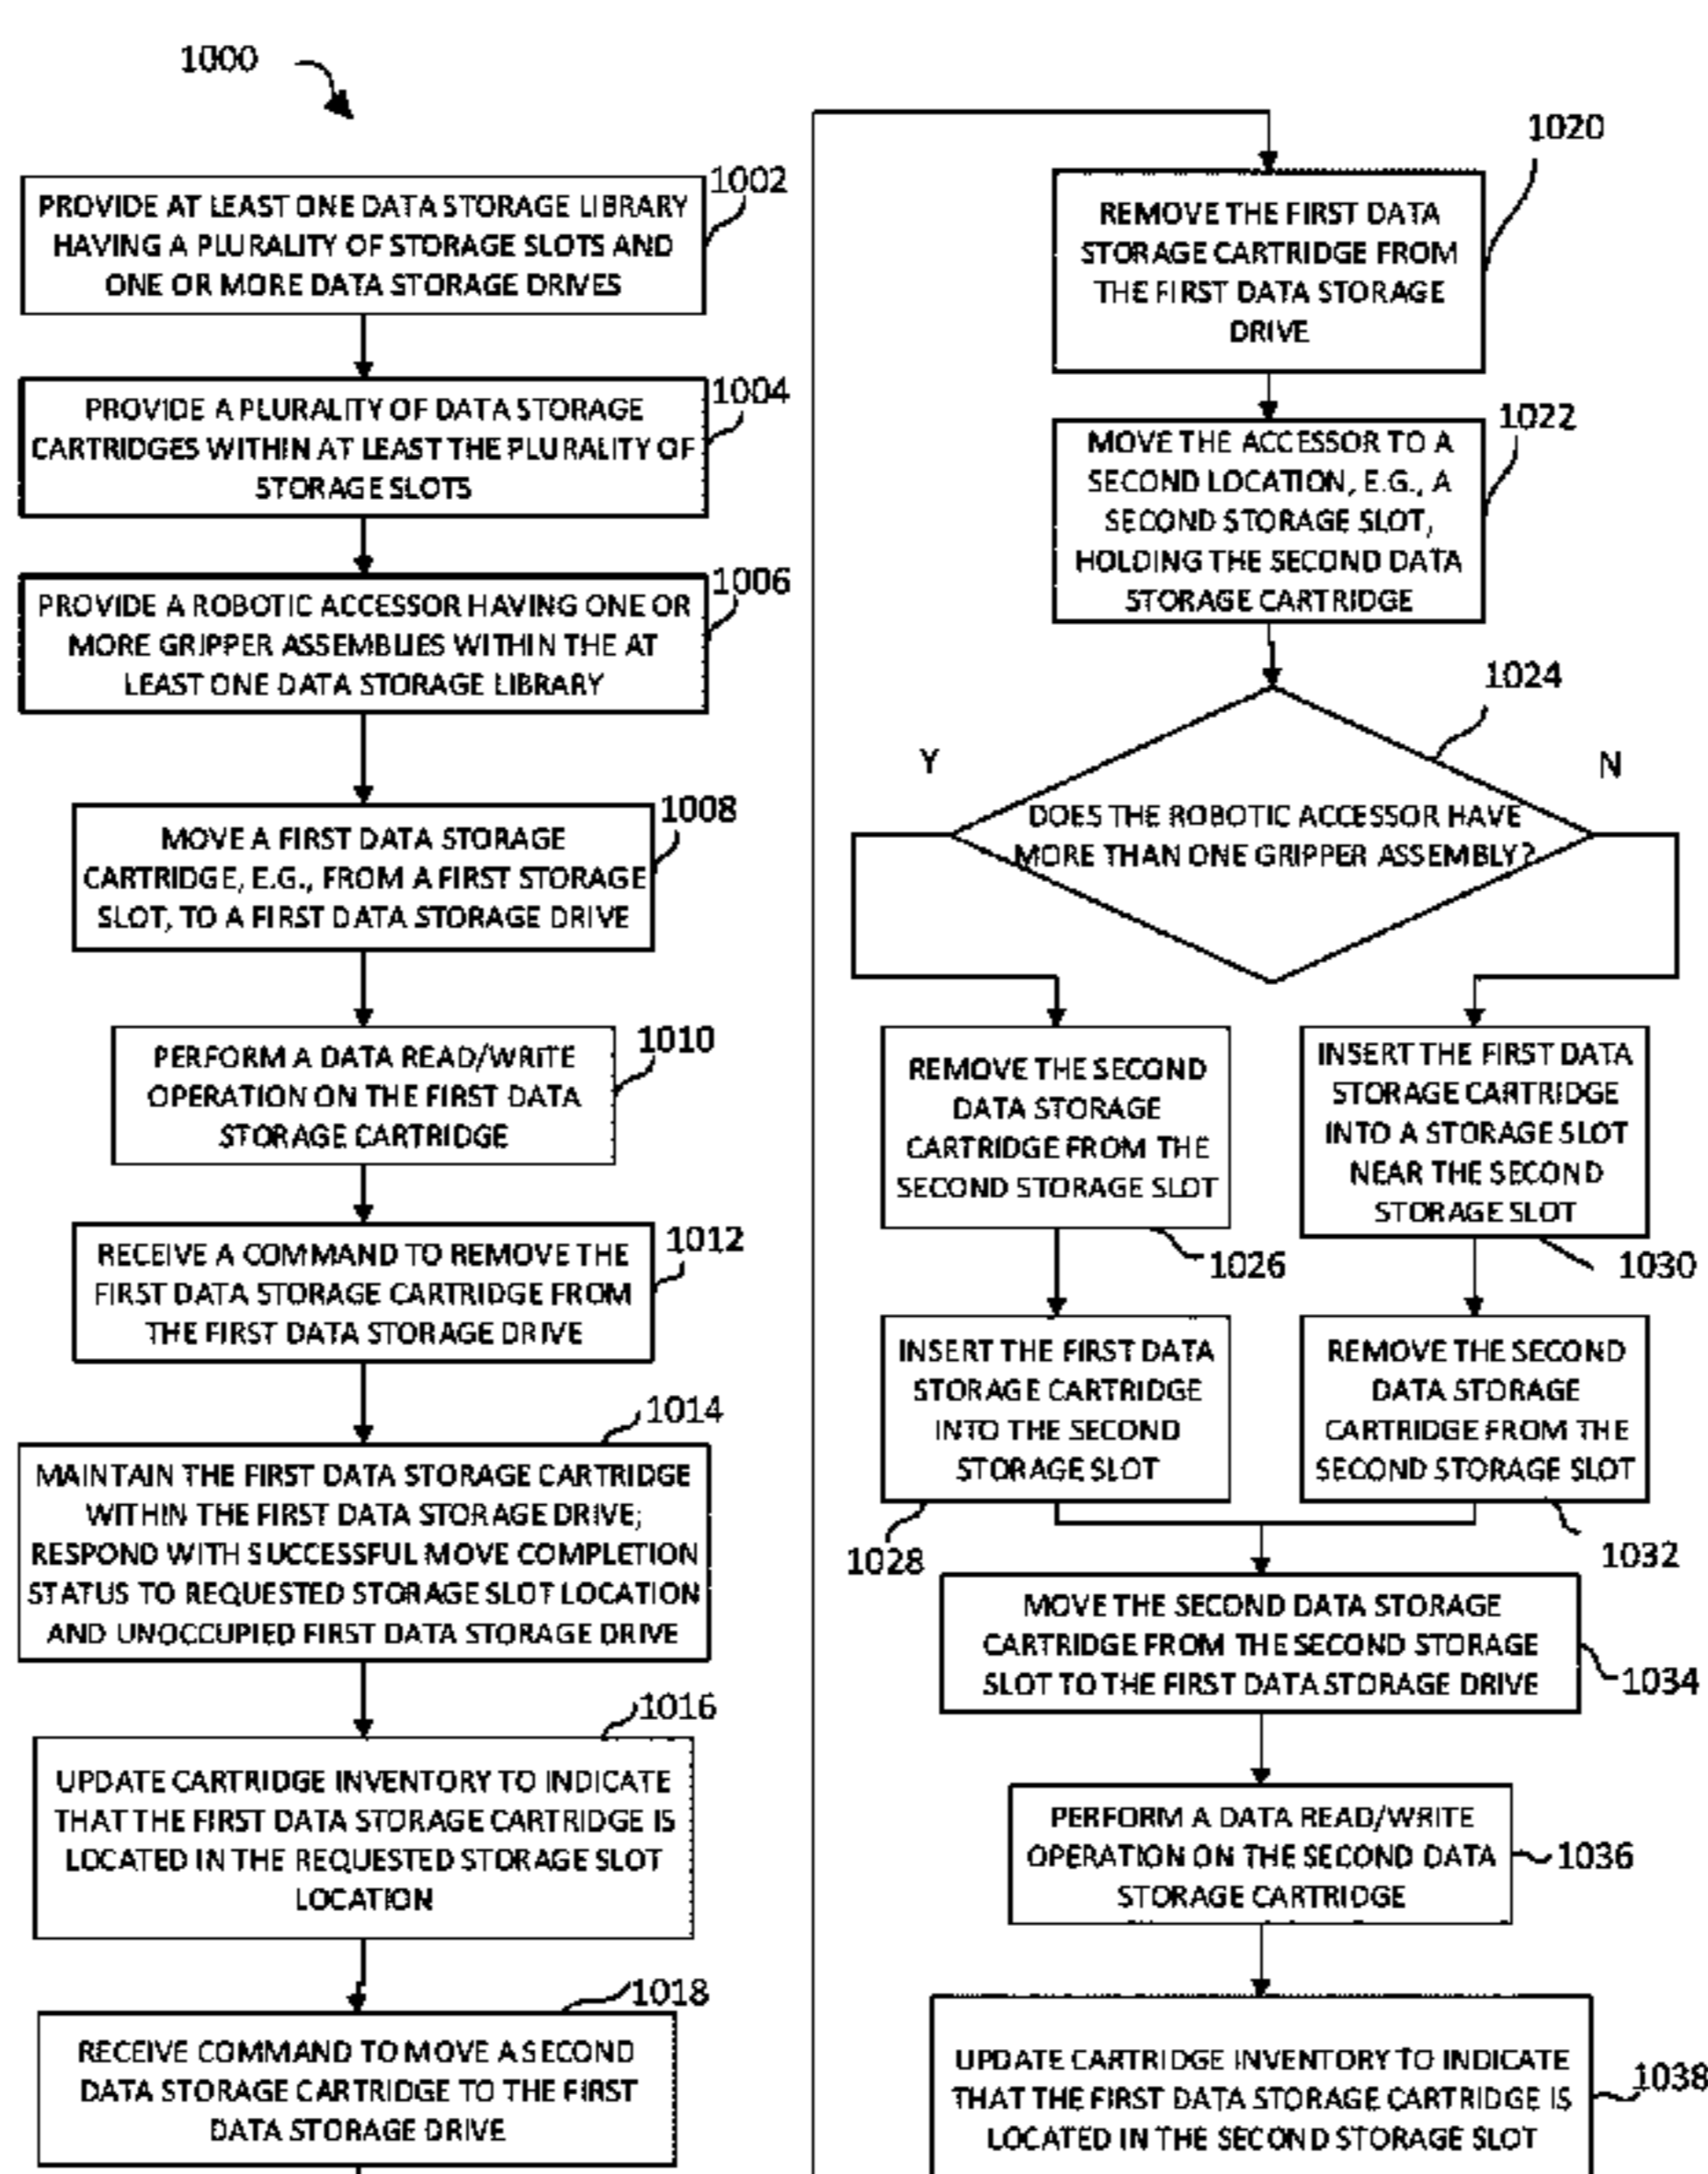 1000
1002
PROVIDE AT LEAST ONE DATA STORAGE LIBRARY
HAVING A PLURALITY OF STORAGE SLOTS AND
ONE OR MORE DATA STORAGE DRIVES
1004
PROVIDE A PLURALITY OF DATA STORAGE
CARTRIDGES WITHIN AT LEAST THE PLURALITY OF
STORAGE SLOTS
1006
PROVIDE A ROBOTIC ACCESSOR HAVING ONE OR
MORE GRIPPER ASSEMBLIES WITHIN THE AT
LEAST ONE DATA STORAGE LIBRARY
1008
MOVE A FIRST DATA STORAGE
CARTRIDGE, E.G., FROM A FIRST STORAGE
SLOT, TO A FIRST DATA STORAGE DRIVE
1010
PERFORM A DATA READ/WRITE
OPERATION ON THE FIRST DATA
STORAGE CARTRIDGE
1012
RECEIVE A COMMAND TO REMOVE THE
FIRST DATA STORAGE CARTRIDGE FROM
THE FIRST DATA STORAGE DRIVE
1014
MAINTAIN THE FIRST DATA STORAGE CARTRIDGE
WITHIN THE FIRST DATA STORAGE DRIVE;
RESPOND WITH SUCCESSFUL MOVE COMPLETION
STATUS TO REQUESTED STORAGE SLOT LOCATION
AND UNOCCUPIED FIRST DATA STORAGE DRIVE
1016
UPDATE CARTRIDGE INVENTORY TO INDICATE
THAT THE FIRST DATA STORAGE CARTRIDGE IS
LOCATED IN THE REQUESTED STORAGE SLOT
LOCATION
1018
RECEIVE COMMAND TO MOVE A SECOND
DATA STORAGE CARTRIDGE TO THE FIRST
DATA STORAGE DRIVE
1020
REMOVE THE FIRST DATA
STORAGE CARTRIDGE FROM
THE FIRST DATA STORAGE
DRIVE
1022
MOVE THE ACCESSOR TO A
SECOND LOCATION, E.G., A
SECOND STORAGE SLOT,
HOLDING THE SECOND DATA
STORAGE CARTRIDGE
1024
Y
N
DOES THE ROBOTIC ACCESSOR HAVE
MORE THAN ONE GRIPPER ASSEMBLY?
REMOVE THE SECOND
DATA STORAGE
CARTRIDGE FROM THE
SECOND STORAGE SLOT
1026
INSERT THE FIRST DATA
STORAGE CARTRIDGE
INTO THE SECOND
STORAGE SLOT
1028
INSERT THE FIRST DATA
STORAGE CARTRIDGE
INTO A STORAGE SLOT
NEAR THE SECOND
STORAGE SLOT
1030
REMOVE THE SECOND
DATA STORAGE
CARTRIDGE FROM THE
SECOND STORAGE SLOT
1032
MOVE THE SECOND DATA STORAGE
CARTRIDGE FROM THE SECOND STORAGE
SLOT TO THE FIRST DATA STORAGE DRIVE
1034
PERFORM A DATA READ/WRITE
OPERATION ON THE SECOND DATA
STORAGE CARTRIDGE
1036
UPDATE CARTRIDGE INVENTORY TO INDICATE
THAT THE FIRST DATA STORAGE CARTRIDGE IS
LOCATED IN THE SECOND STORAGE SLOT
1038